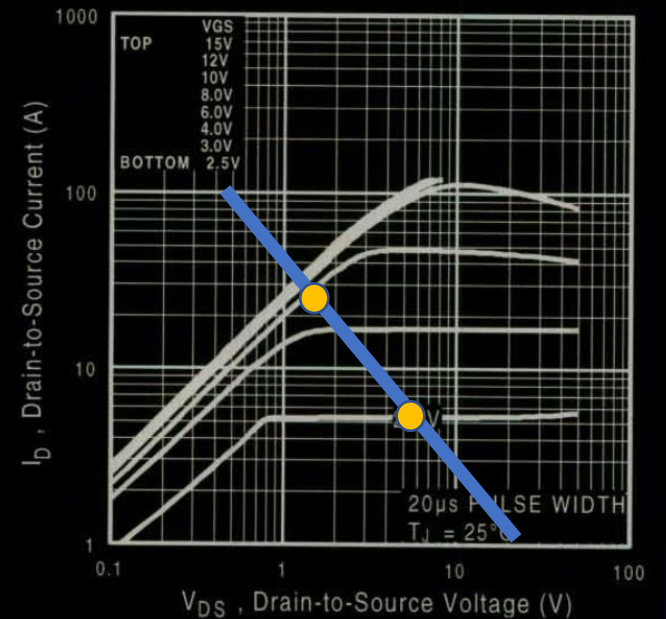 1000
VGS
TOP 15V
12V
10V
8.0V
6.0V
4.0V
3.0V
BOTTOM 2.5V
100
10
1
0.1 1 10 100
20µs PULSE WIDTH
TJ = 25°C
ID , Drain-to-Source Current (A)
VDS , Drain-to-Source Voltage (V)